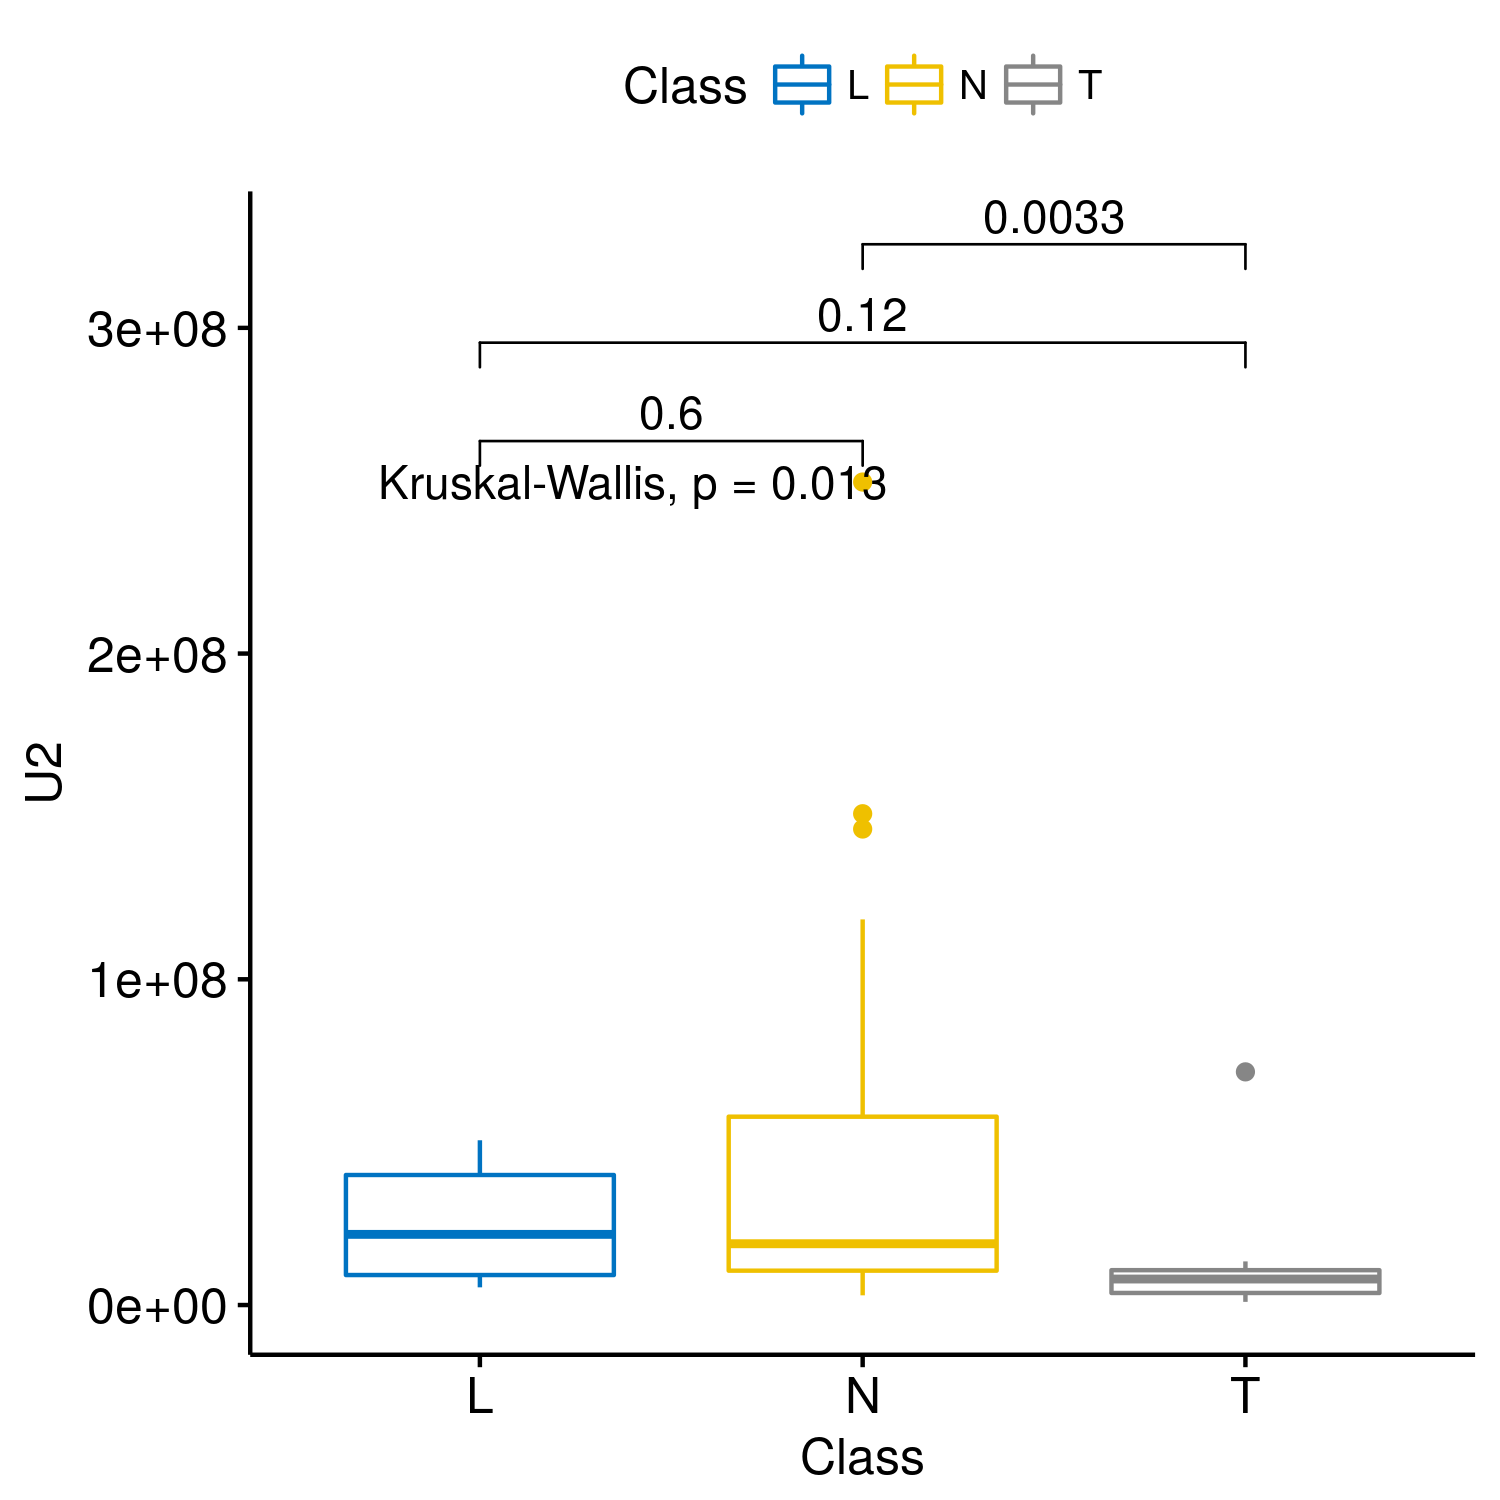 Class L N T
0.0033
0.12
3e+08
0.6
Kruskal-Wallis, p = 0.013
2e+08
U2
1e+08
0e+00
L N T
Class